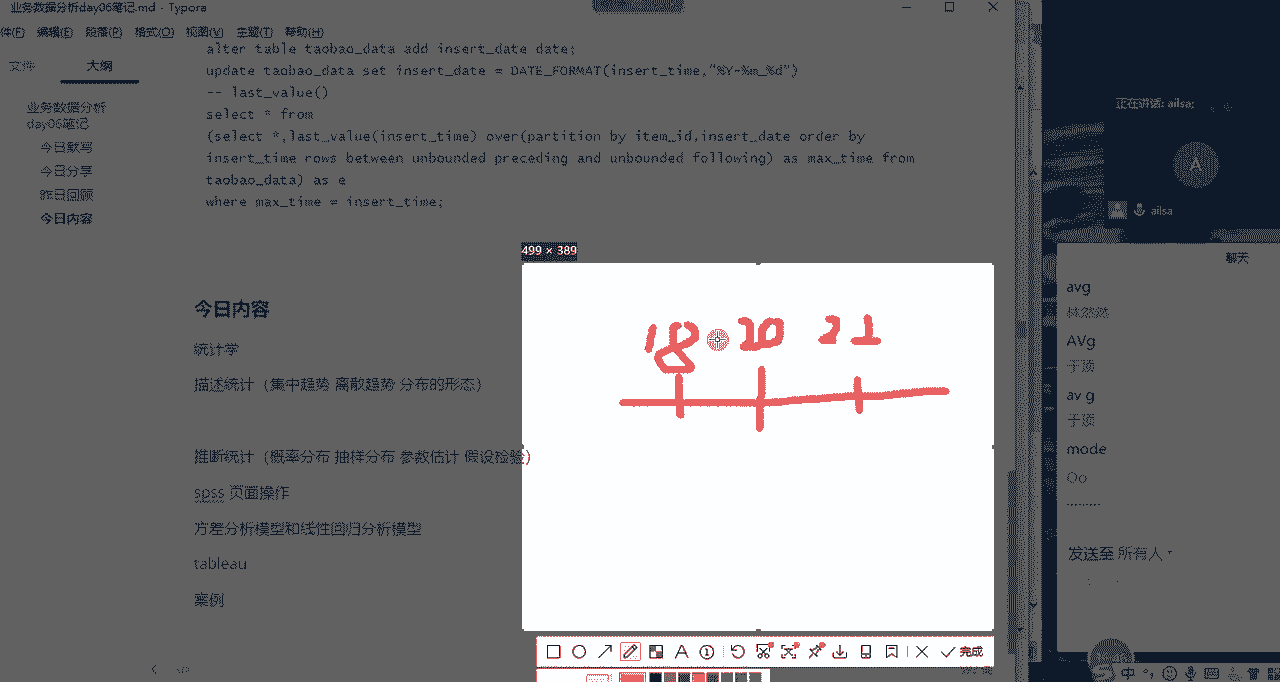 业务数据分析day06笔记.md - Typora
件(F) 编辑(E) 段落(P) 格式(O) 视图(V) 主题(T) 帮助(H)
文件 大纲
业务数据分析
day06笔记
今日默写
今日分享
昨日回顾
今日内容
alter table taobao_data add insert_date date;
update taobao_data set insert_date = DATE_FORMAT(insert_time,"%Y-%m_%d")
-- last_value()
select * from
(select *,last_value(insert_time) over(partition by item_id,insert_date order by
insert_time rows between unbounded preceding and unbounded following) as max_time from
taobao_data) as e
where max_time = insert_time;
499 × 389
18 20 21
今日内容
统计学
描述统计（集中趋势 离散趋势 分布的形态）
推断统计（概率分布 抽样分布 参数估计 假设检验）
spss 页面操作
方差分析模型和线性回归分析模型
tableau
案例
完成
正在讲话: ailsa;
A
ailsa
聊天
avg
AVg
于顶
av g
于顶
mode
Oo
........
发送至 所有人
中